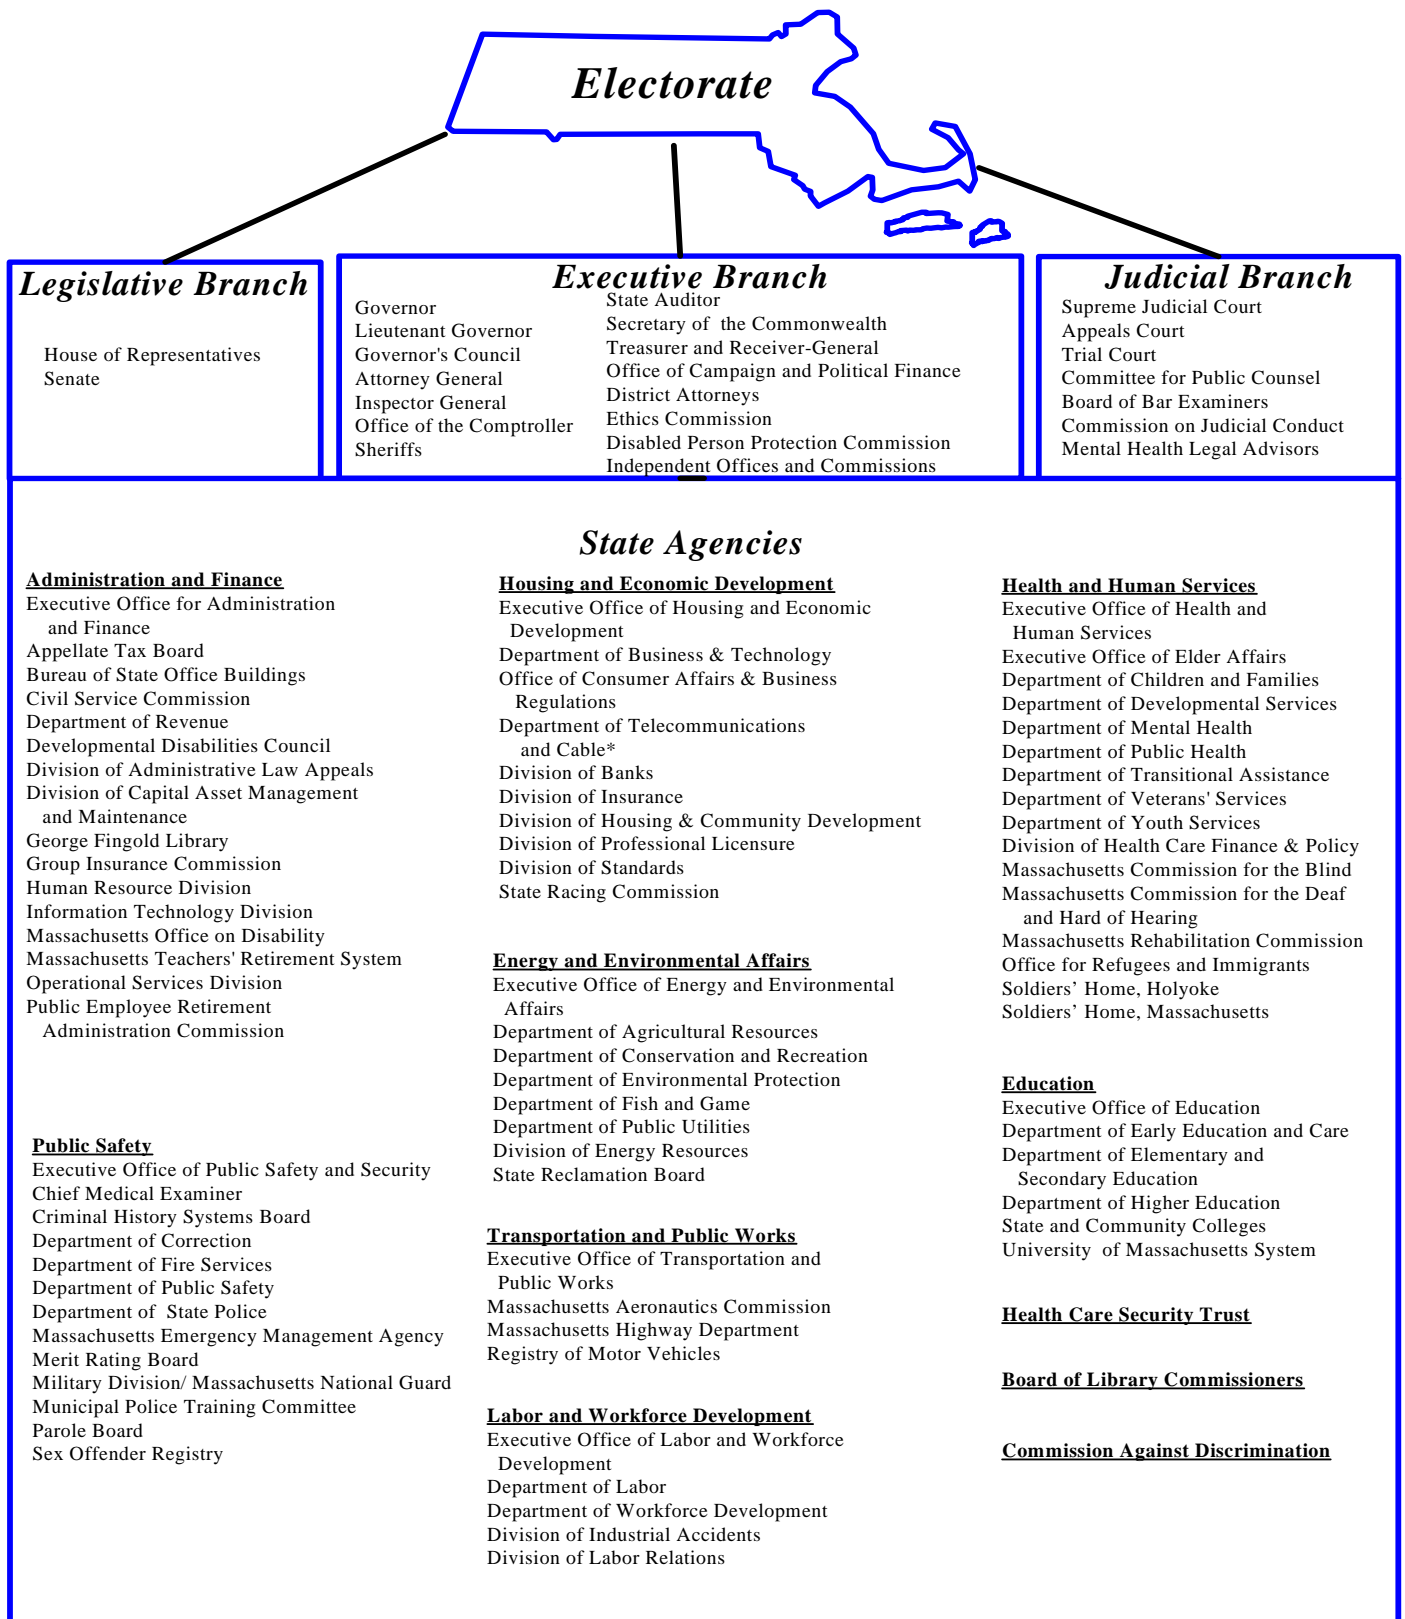 Electorate
Legislative Branch
House of Representatives
Senate
Executive Branch
Governor
Lieutenant Governor
Governor's Council
Attorney General
Inspector General
Office of the Comptroller
Sheriffs
State Auditor
Secretary of the Commonwealth
Treasurer and Receiver-General
Office of Campaign and Political Finance
District Attorneys
Ethics Commission
Disabled Person Protection Commission
Independent Offices and Commissions
Judicial Branch
Supreme Judicial Court
Appeals Court
Trial Court
Committee for Public Counsel
Board of Bar Examiners
Commission on Judicial Conduct
Mental Health Legal Advisors
State Agencies
Administration and Finance
Executive Office for Administration
and Finance
Appellate Tax Board
Bureau of State Office Buildings
Civil Service Commission
Department of Revenue
Developmental Disabilities Council
Division of Administrative Law Appeals
Division of Capital Asset Management
and Maintenance
George Fingold Library
Group Insurance Commission
Human Resource Division
Information Technology Division
Massachusetts Office on Disability
Massachusetts Teachers' Retirement System
Operational Services Division
Public Employee Retirement
Administration Commission
Public Safety
Executive Office of Public Safety and Security
Chief Medical Examiner
Criminal History Systems Board
Department of Correction
Department of Fire Services
Department of Public Safety
Department of State Police
Massachusetts Emergency Management Agency
Merit Rating Board
Military Division/ Massachusetts National Guard
Municipal Police Training Committee
Parole Board
Sex Offender Registry
Housing and Economic Development
Executive Office of Housing and Economic
Development
Department of Business & Technology
Office of Consumer Affairs & Business
Regulations
Department of Telecommunications
and Cable*
Division of Banks
Division of Insurance
Division of Housing & Community Development
Division of Professional Licensure
Division of Standards
State Racing Commission
Energy and Environmental Affairs
Executive Office of Energy and Environmental
Affairs
Department of Agricultural Resources
Department of Conservation and Recreation
Department of Environmental Protection
Department of Fish and Game
Department of Public Utilities
Division of Energy Resources
State Reclamation Board
Transportation and Public Works
Executive Office of Transportation and
Public Works
Massachusetts Aeronautics Commission
Massachusetts Highway Department
Registry of Motor Vehicles
Labor and Workforce Development
Executive Office of Labor and Workforce
Development
Department of Labor
Department of Workforce Development
Division of Industrial Accidents
Division of Labor Relations
Health and Human Services
Executive Office of Health and
Human Services
Executive Office of Elder Affairs
Department of Children and Families
Department of Developmental Services
Department of Mental Health
Department of Public Health
Department of Transitional Assistance
Department of Veterans' Services
Department of Youth Services
Division of Health Care Finance & Policy
Massachusetts Commission for the Blind
Massachusetts Commission for the Deaf
and Hard of Hearing
Massachusetts Rehabilitation Commission
Office for Refugees and Immigrants
Soldiers’ Home, Holyoke
Soldiers’ Home, Massachusetts
Education
Executive Office of Education
Department of Early Education and Care
Department of Elementary and
Secondary Education
Department of Higher Education
State and Community Colleges
University of Massachusetts System
Health Care Security Trust
Board of Library Commissioners
Commission Against Discrimination